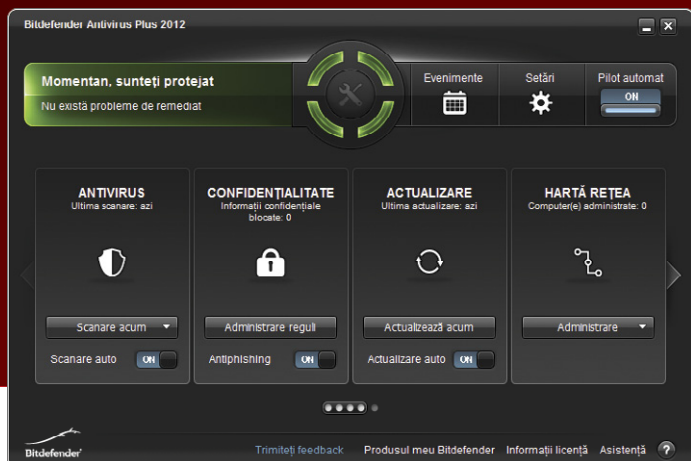 Bitdefender Antivirus Plus 2012
Momentan, sunteți protejat
Nu există probleme de remediat
Evenimente
Setări
Pilot automat
ON
ANTIVIRUS
Ultima scanare: azi
Scanare acum
Scanare auto ON
CONFIDENȚIALITATE
Informații confidențiale
blocate: 0
Administrare reguli
Antiphishing ON
ACTUALIZARE
Ultima actualizare: azi
Actualizează acum
Actualizare auto ON
HARTĂ REȚEA
Computer(e) administrate: 0
Administrare
Bitdefender
Trimiteți feedback Produsul meu Bitdefender Informații licență Asistență ?